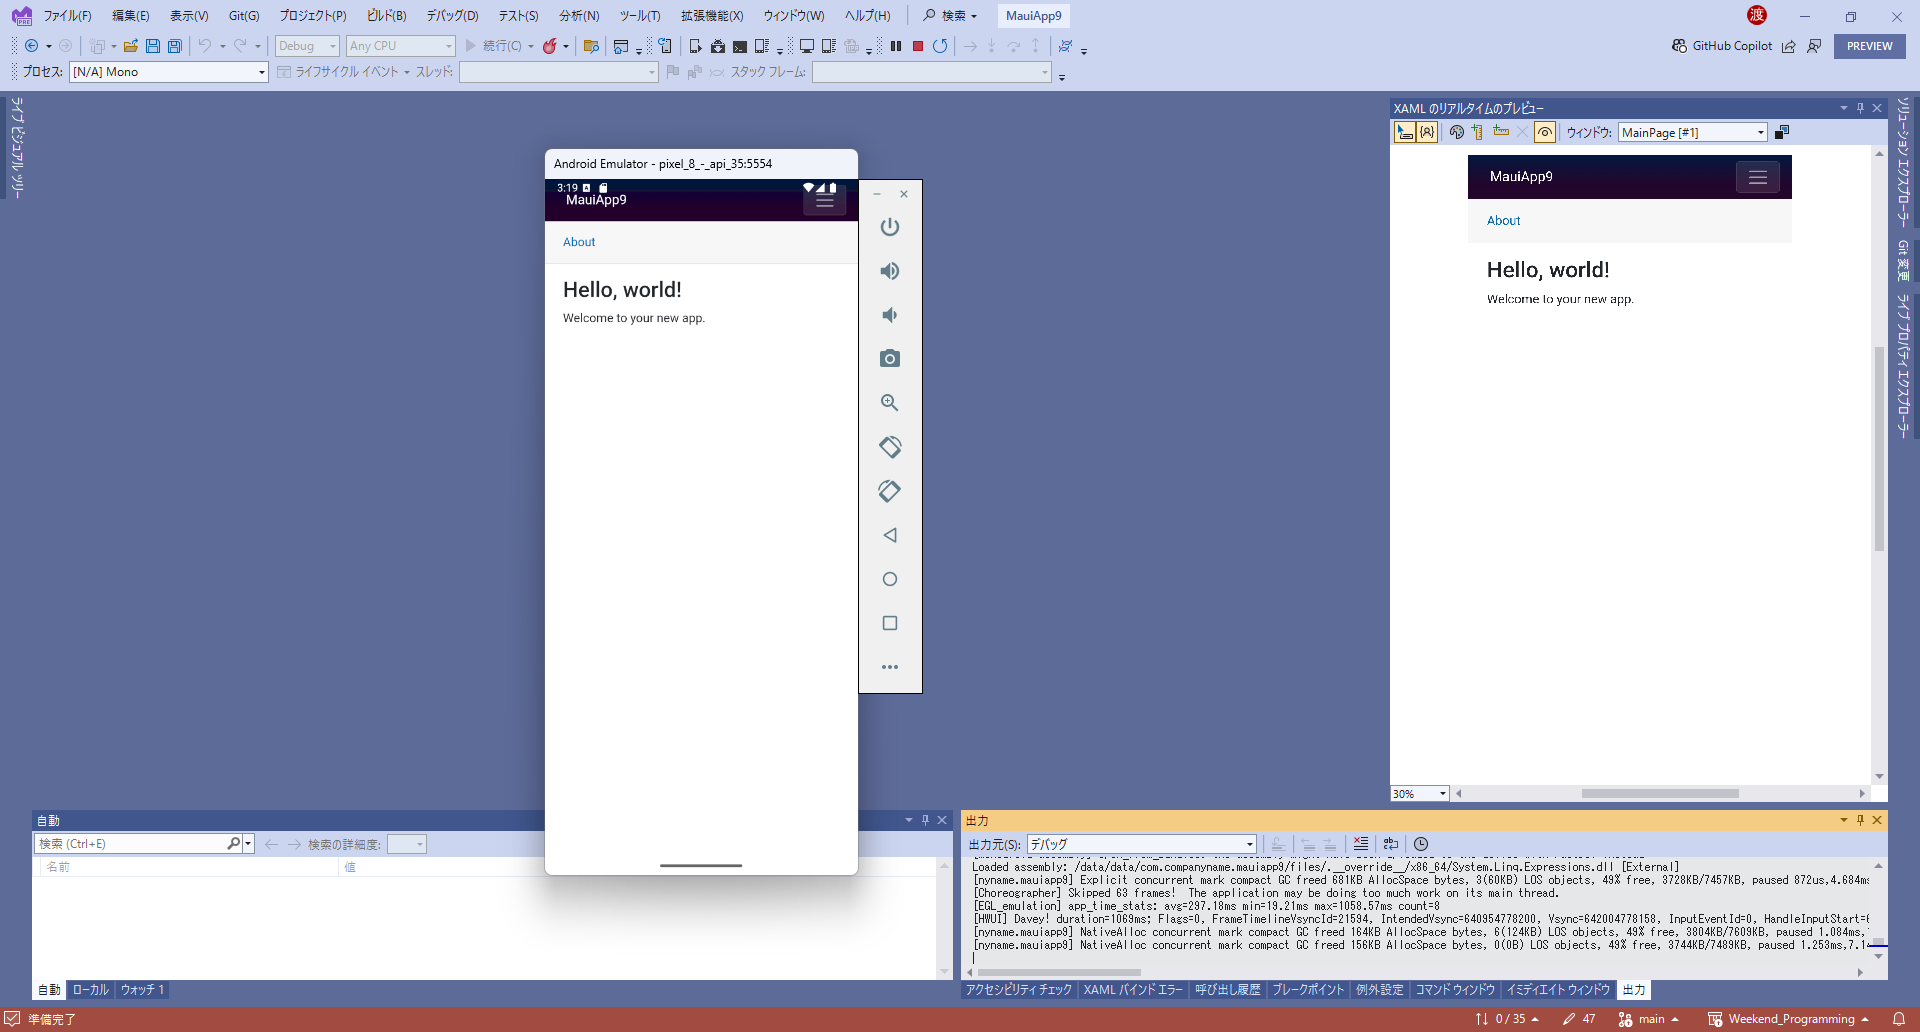 ファイル(F) 編集(E) 表示(V) Git(G) プロジェクト(P) ビルド(B) デバッグ(D) テスト(S) 分析(N) ツール(T) 拡張機能(X) ウィンドウ(W) ヘルプ(H) 検索 MauiApp9 渡
Debug Any CPU 続行(C) GitHub Copilot PREVIEW
プロセス: [N/A] Mono ライフサイクル イベント スレッド: スタック フレーム:
ライブ ビジュアル ツリー
Android Emulator - pixel_8_-_api_35:5554
3:19
MauiApp9
About
Hello, world!
Welcome to your new app.
XAML のリアルタイムのプレビュー
ウィンドウ: MainPage [#1]
MauiApp9
About
Hello, world!
Welcome to your new app.
30%
ソリューション エクスプローラー
Git 変更
ライブ プロパティ エクスプローラー
自動
検索 (Ctrl+E) 検索の詳細度:
名前 値
自動 ローカル ウォッチ 1
出力
出力元(S): デバッグ
Loaded assembly: /data/data/com.companyname.mauiapp9/files/.__override__/x86_64/System.Linq.Expressions.dll [External]
[nyname.mauiapp9] Explicit concurrent mark compact GC freed 681KB AllocSpace bytes, 3(60KB) LOS objects, 49% free, 3728KB/7457KB, paused 872us,4.684ms
[Choreographer] Skipped 63 frames! The application may be doing too much work on its main thread.
[EGL_emulation] app_time_stats: avg=297.18ms min=19.21ms max=1058.57ms count=8
[HWUI] Davey! duration=1069ms; Flags=0, FrameTimelineVsyncId=21594, IntendedVsync=640954778200, Vsync=642004778158, InputEventId=0, HandleInputStart=6
[nyname.mauiapp9] NativeAlloc concurrent mark compact GC freed 164KB AllocSpace bytes, 6(124KB) LOS objects, 49% free, 3804KB/7609KB, paused 1.084ms,
[nyname.mauiapp9] NativeAlloc concurrent mark compact GC freed 156KB AllocSpace bytes, 0(0B) LOS objects, 49% free, 3744KB/7489KB, paused 1.253ms,7.14
アクセシビリティ チェック XAML バインド エラー 呼び出し履歴 ブレークポイント 例外設定 コマンド ウィンドウ イミディエイト ウィンドウ 出力
準備完了 0 / 35 47 main Weekend_Programming